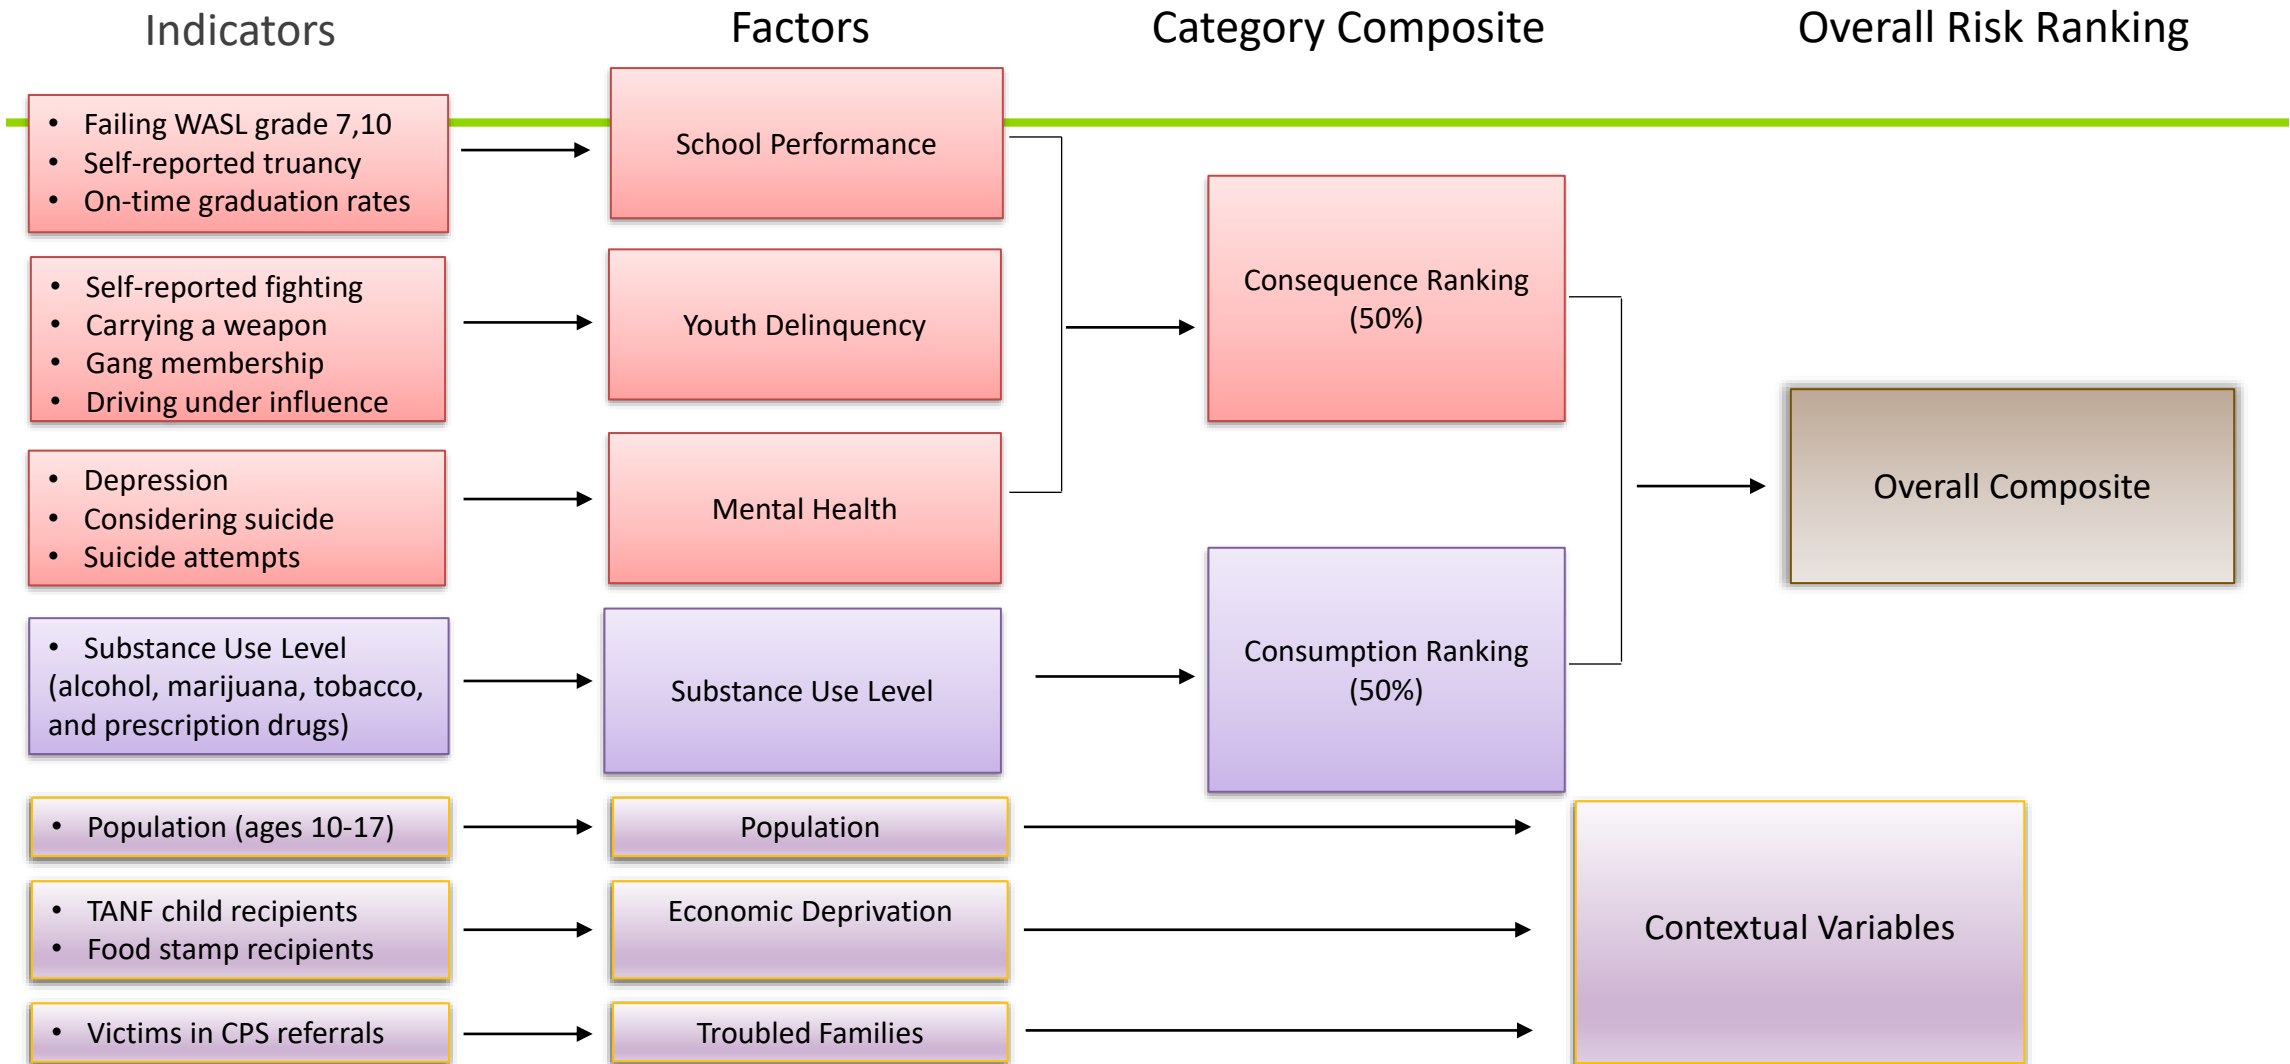 Indicators
Factors
Category Composite
Overall Risk Ranking
• Failing WASL grade 7,10
• Self-reported truancy
• On-time graduation rates
School Performance
• Self-reported fighting
• Carrying a weapon
• Gang membership
• Driving under influence
Youth Delinquency
• Depression
• Considering suicide
• Suicide attempts
Mental Health
Consequence Ranking
(50%)
• Substance Use Level
(alcohol, marijuana, tobacco,
and prescription drugs)
Substance Use Level
Consumption Ranking
(50%)
Overall Composite
• Population (ages 10-17)
Population
• TANF child recipients
• Food stamp recipients
Economic Deprivation
• Victims in CPS referrals
Troubled Families
Contextual Variables